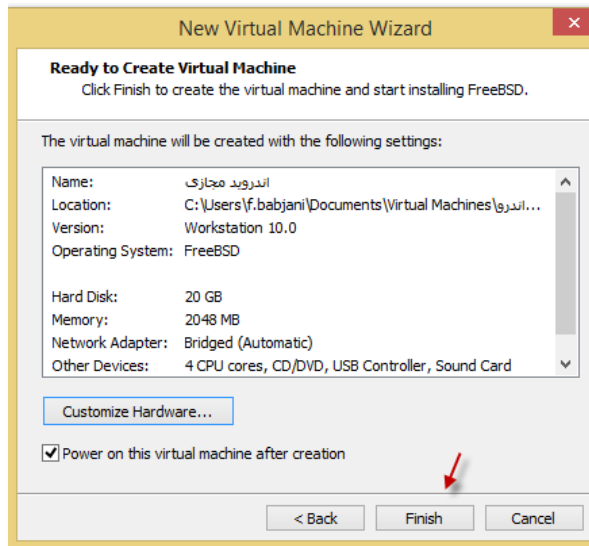 New Virtual Machine Wizard
Ready to Create Virtual Machine
Click Finish to create the virtual machine and start installing FreeBSD.
The virtual machine will be created with the following settings:
Name: اندروید مجازی
Location: C:\Users\f.babjani\Documents\Virtual Machines\اندرو...
Version: Workstation 10.0
Operating System: FreeBSD
Hard Disk: 20 GB
Memory: 2048 MB
Network Adapter: Bridged (Automatic)
Other Devices: 4 CPU cores, CD/DVD, USB Controller, Sound Card
Customize Hardware...
Power on this virtual machine after creation
< Back Finish Cancel